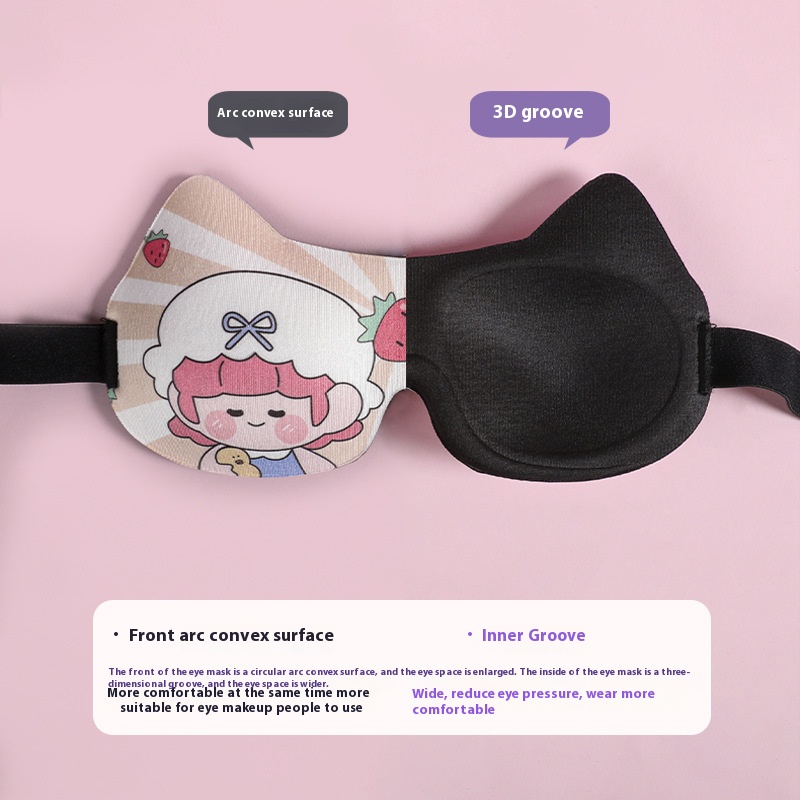 Arc convex surface
3D groove
• Front arc convex surface
• Inner Groove
The front of the eye mask is a circular arc convex surface, and the eye space is enlarged. The inside of the eye mask is a three-
dimensional groove, and the eye space is wider.
More comfortable at the same time more
suitable for eye makeup people to use
Wide, reduce eye pressure, wear more
comfortable